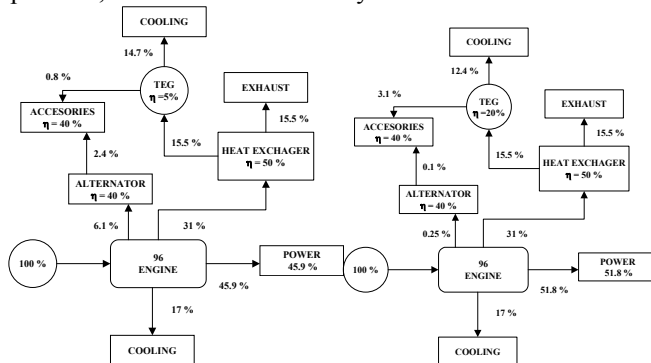 COOLING
14.7 %
0.8 %
TEG
η =5%
EXHAUST
ACCESORIES
η = 40 %
15.5 %
15.5 %
2.4 %
HEAT EXCHAGER
η = 50 %
ALTERNATOR
η = 40%
6.1 %
31 %
100 %
96
ENGINE
POWER
45.9 %
45.9 %
17 %
COOLING
COOLING
12.4 %
3.1 %
TEG
η =20%
EXHAUST
ACCESORIES
η = 40 %
15.5 %
15.5 %
0.1 %
HEAT EXCHAGER
η = 50 %
ALTERNATOR
η = 40 %
0.25 %
31 %
100 %
96
ENGINE
POWER
51.8 %
51.8 %
17 %
COOLING